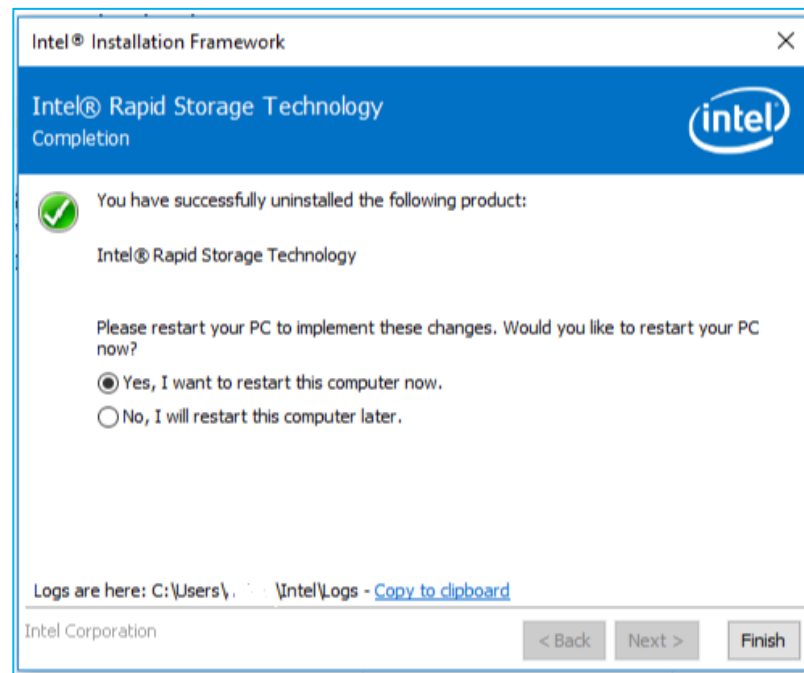 Intel® Installation Framework
Intel® Rapid Storage Technology
Completion
intel
You have successfully uninstalled the following product:
Intel® Rapid Storage Technology
Please restart your PC to implement these changes. Would you like to restart your PC
now?
Yes, I want to restart this computer now.
No, I will restart this computer later.
Logs are here: C:\Users\ \Intel\Logs - Copy to clipboard
Intel Corporation
< Back Next > Finish